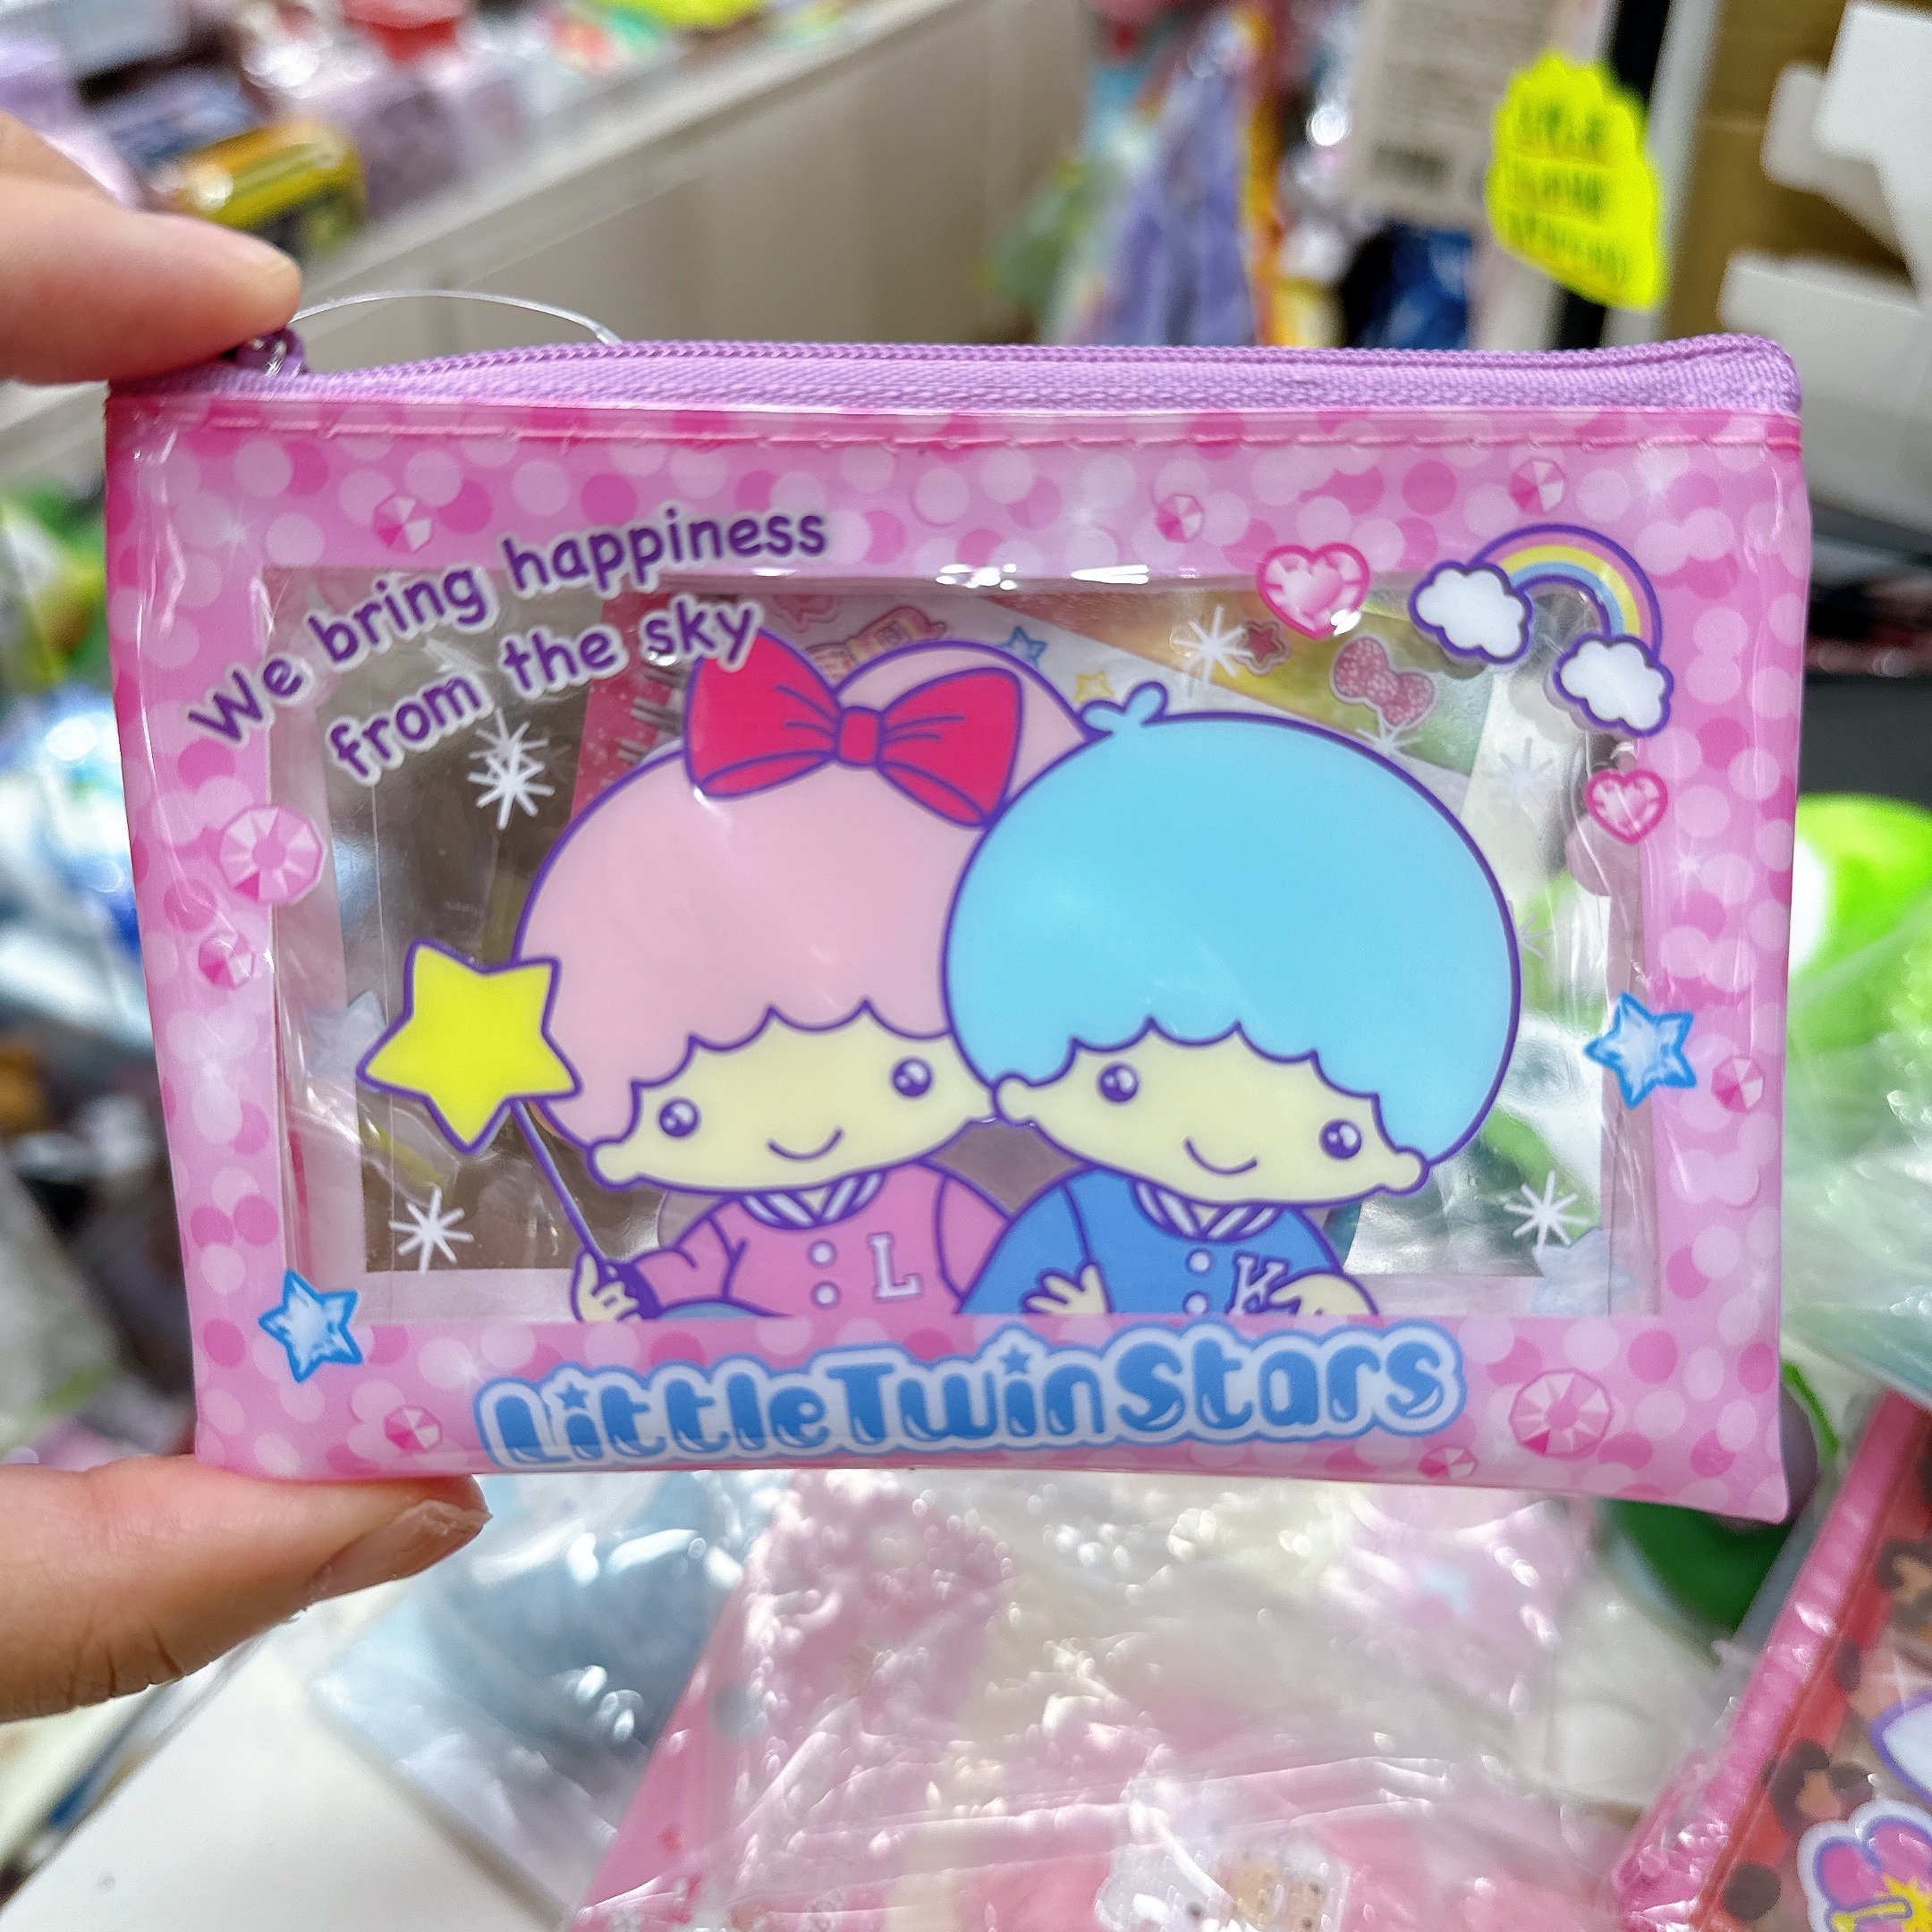 We bring happiness
from the sky
L
K
LittleTwinStars